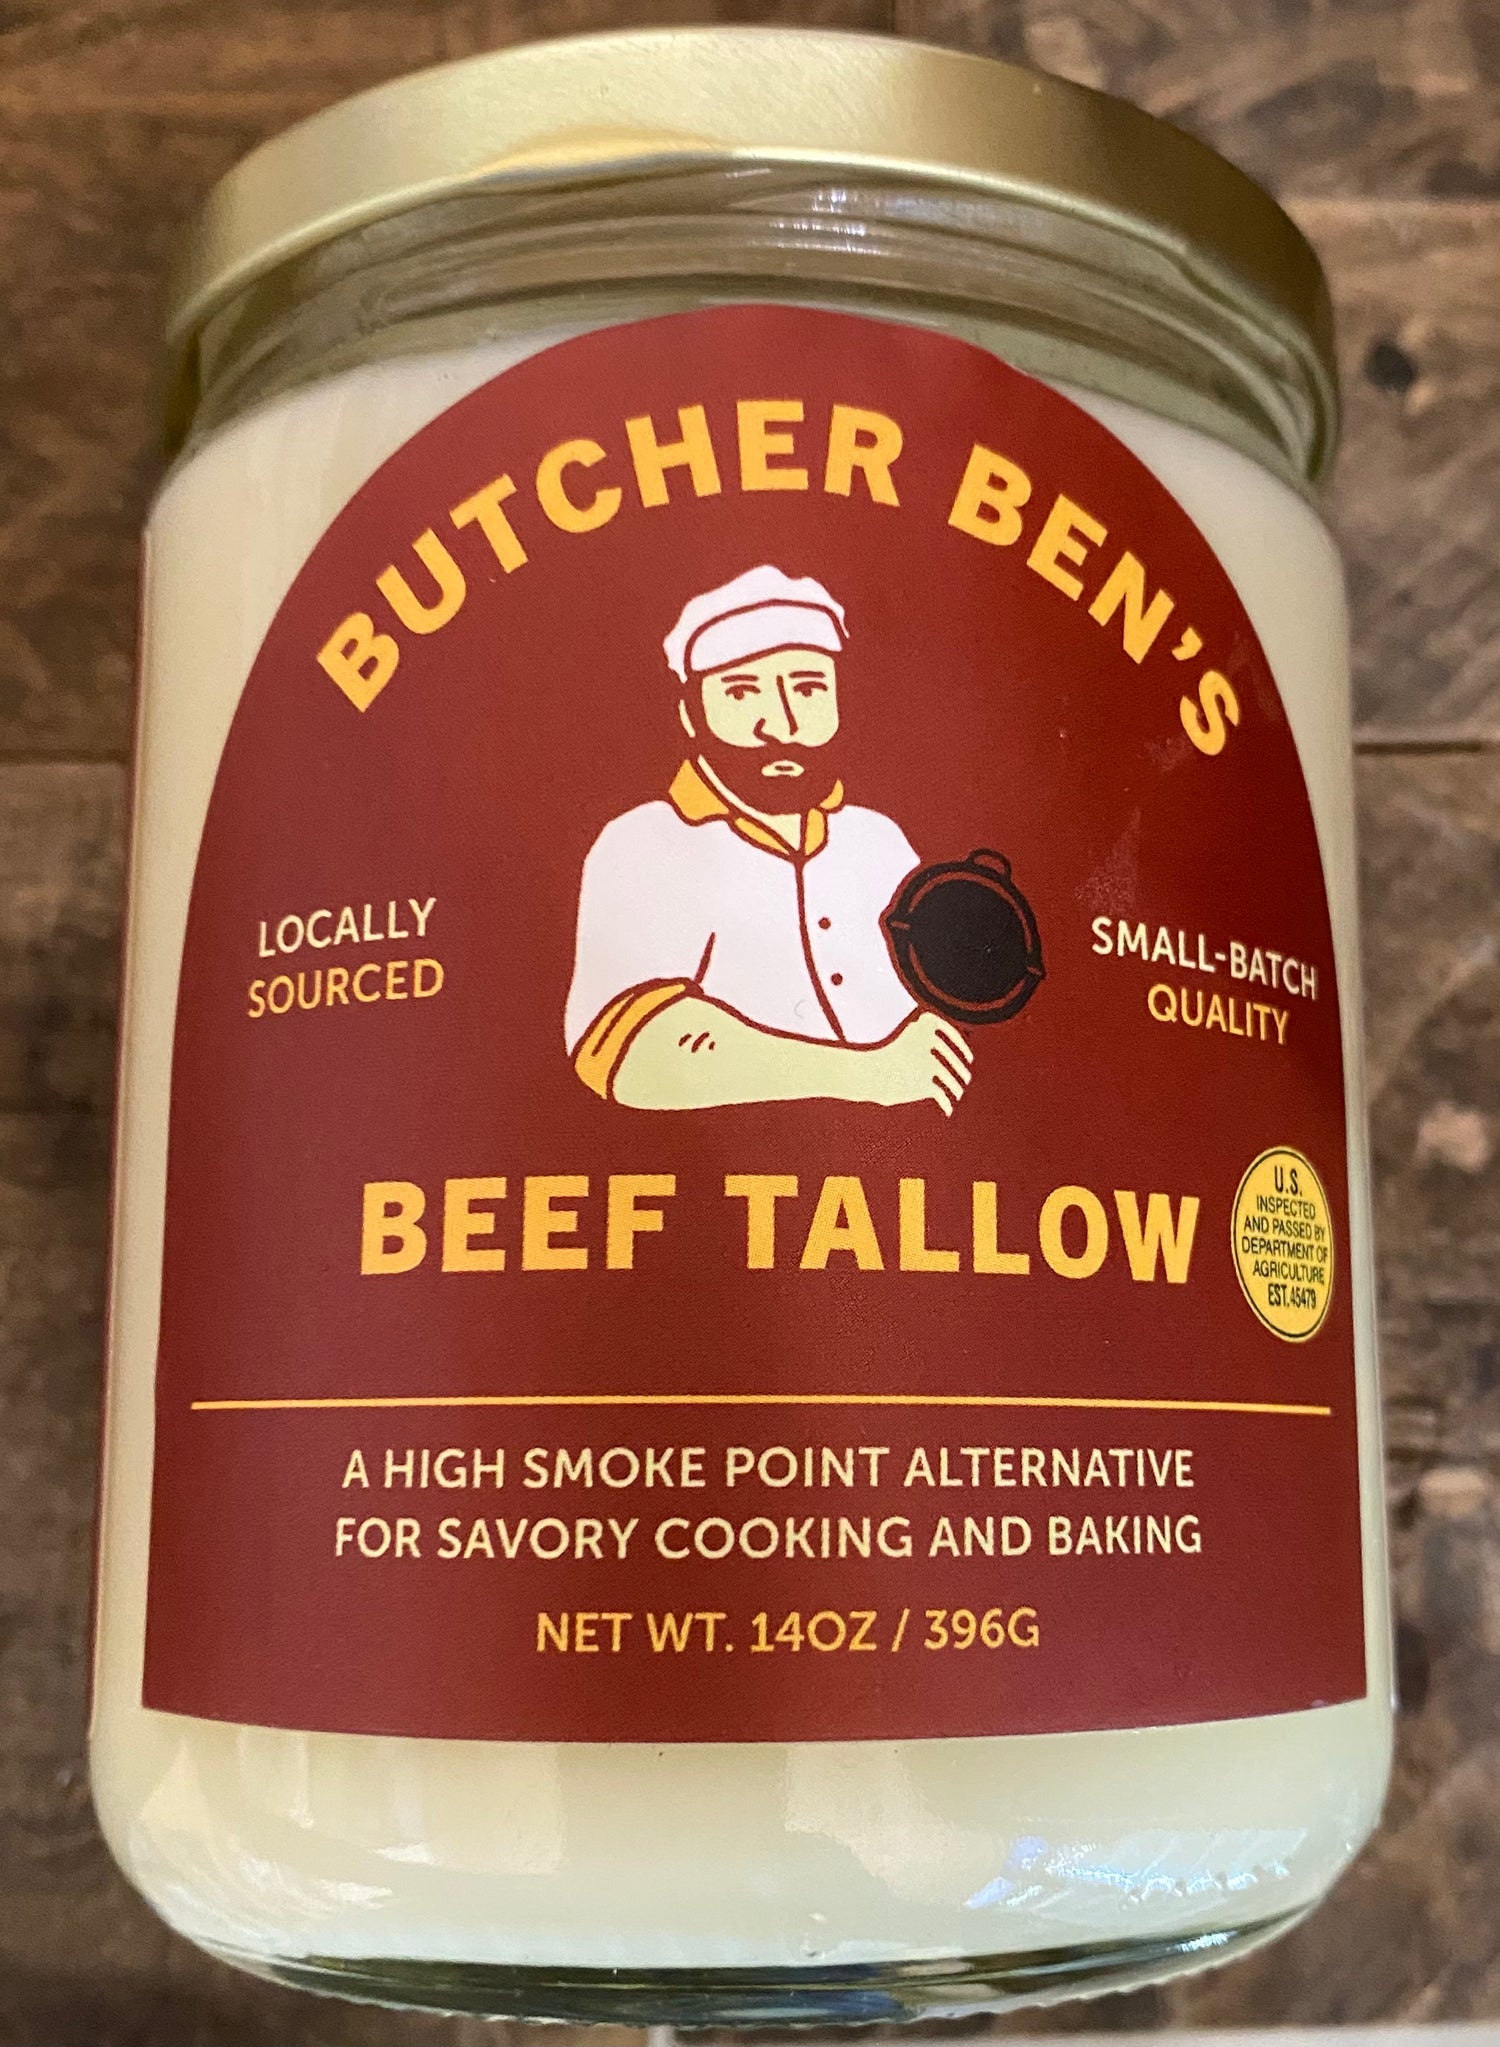 BUTCHER BEN'S
LOCALLY
SOURCED
SMALL-BATCH
QUALITY
BEEF TALLOW
U.S.
INSPECTED
AND PASSED BY
DEPARTMENT OF
AGRICULTURE
EST.45479
A HIGH SMOKE POINT ALTERNATIVE
FOR SAVORY COOKING AND BAKING
NET WT. 14OZ / 396G